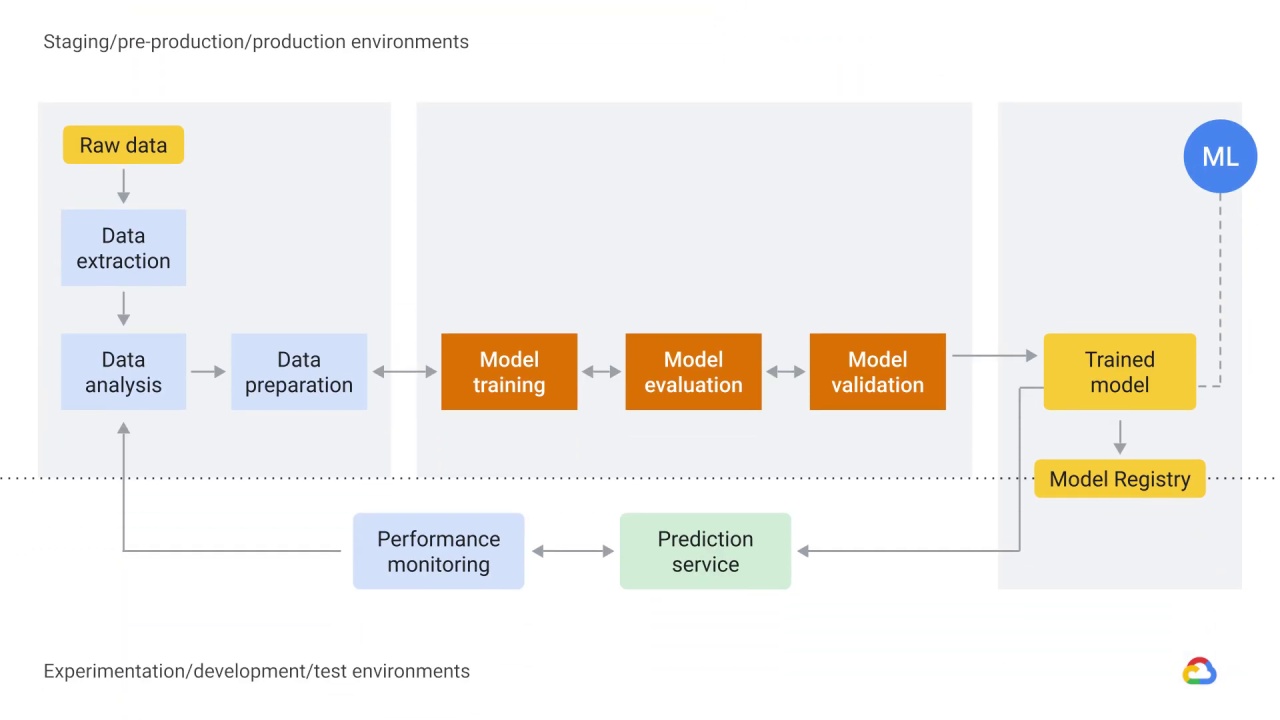 Staging/pre-production/production environments
Raw data
ML
Data
extraction
Data
analysis
Data
preparation
Model
training
Model
evaluation
Model
validation
Trained
model
Model Registry
Performance
monitoring
Prediction
service
Experimentation/development/test environments